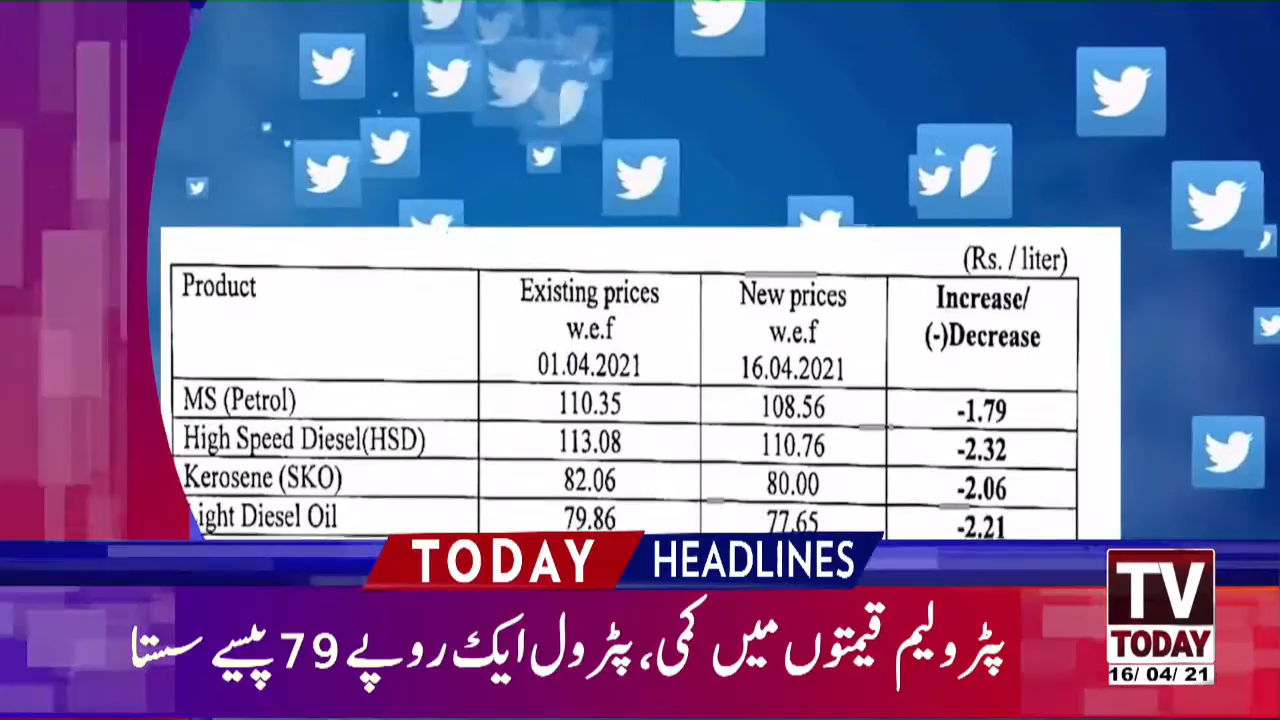 (Rs. / liter)
Product Existing prices w.e.f 01.04.2021 New prices w.e.f 16.04.2021 Increase/ (-)Decrease
MS (Petrol) 110.35 108.56 -1.79
High Speed Diesel(HSD) 113.08 110.76 -2.32
Kerosene (SKO) 82.06 80.00 -2.06
Light Diesel Oil 79.86 77.65 -2.21
TODAY HEADLINES
پٹرولیم قیمتوں میں کمی، پٹرول ایک روپے 79 پیسے سستا
TV
TODAY
16/ 04/ 21